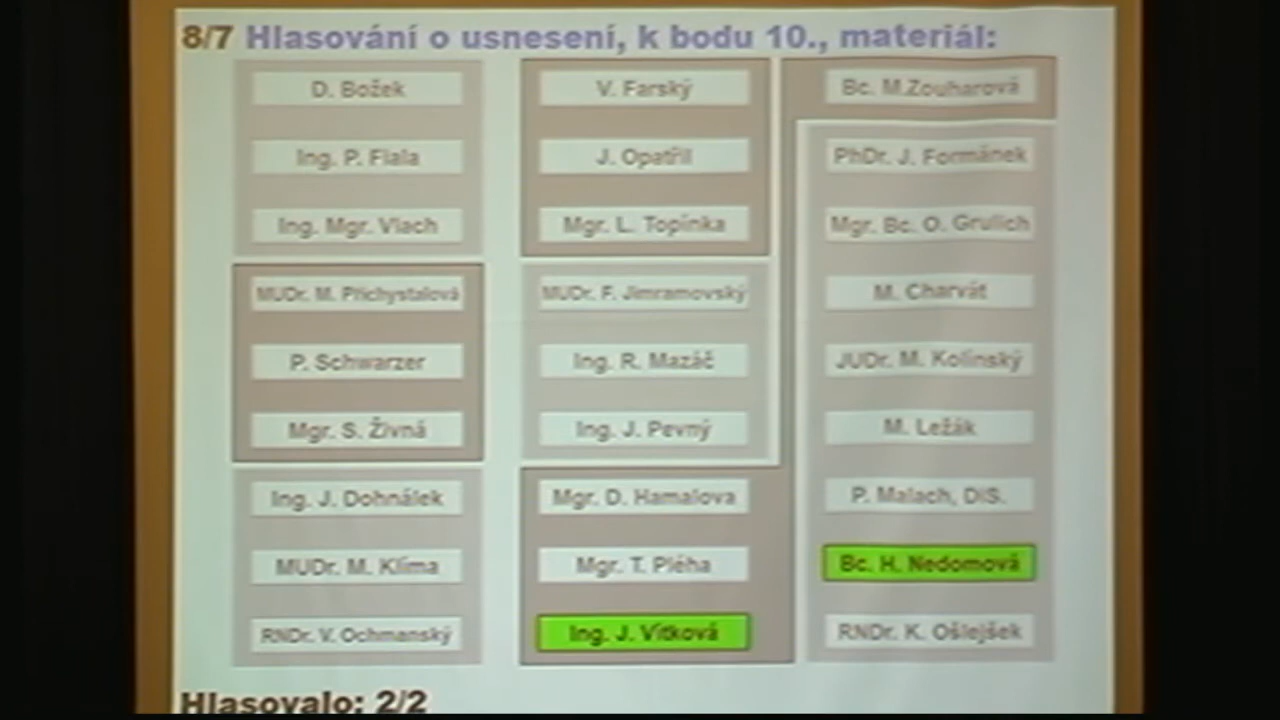 8/7 Hlasování o usnesení, k bodu 10., materiál:
D. Božek
Ing. P. Fiala
Ing. Mgr. Vlach
MUDr. M. Přichystalová
P. Schwarzer
Mgr. S. Živná
Ing. J. Dohnálek
MUDr. M. Klíma
RNDr. V. Ochmanský
V. Farský
J. Opatřil
Mgr. L. Topinka
MUDr. F. Jimramovský
Ing. R. Mazáč
Ing. J. Pevný
Mgr. D. Hamalova
Mgr. T. Pléha
Ing. J. Vítková
Bc. M.Zouharová
PhDr. J. Formánek
Mgr. Bc. O. Grulich
M. Charvát
JUDr. M. Kolínský
M. Ležák
P. Malach, DiS.
Bc. H. Nedomová
RNDr. K. Ošlejšek
Hlasovalo: 2/2